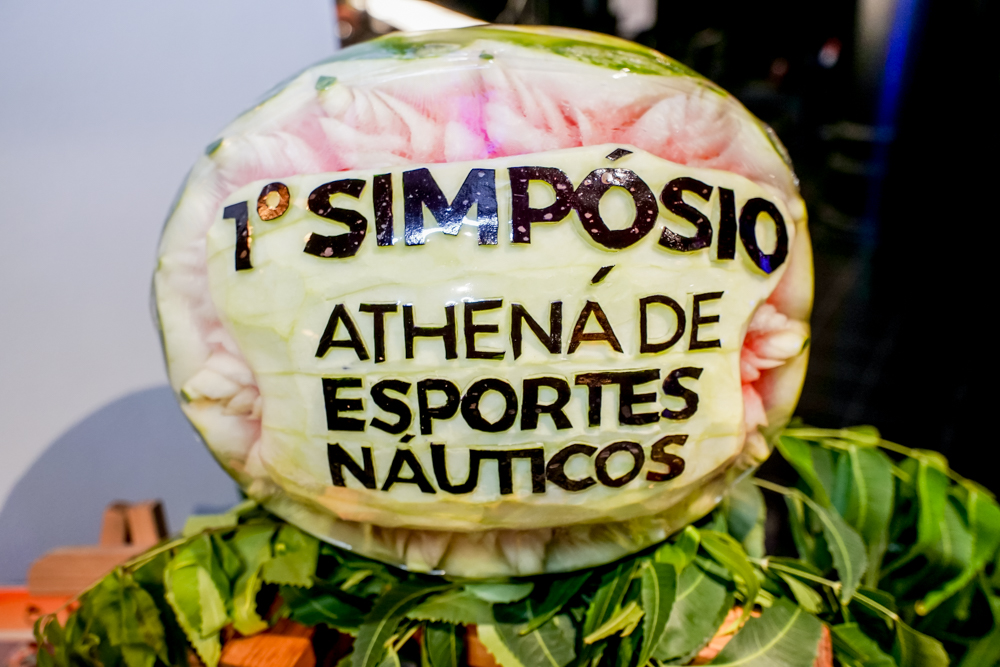 1º SIMPÓSIO
ATHENÁ DE
ESPORTES
NÁUTICOS